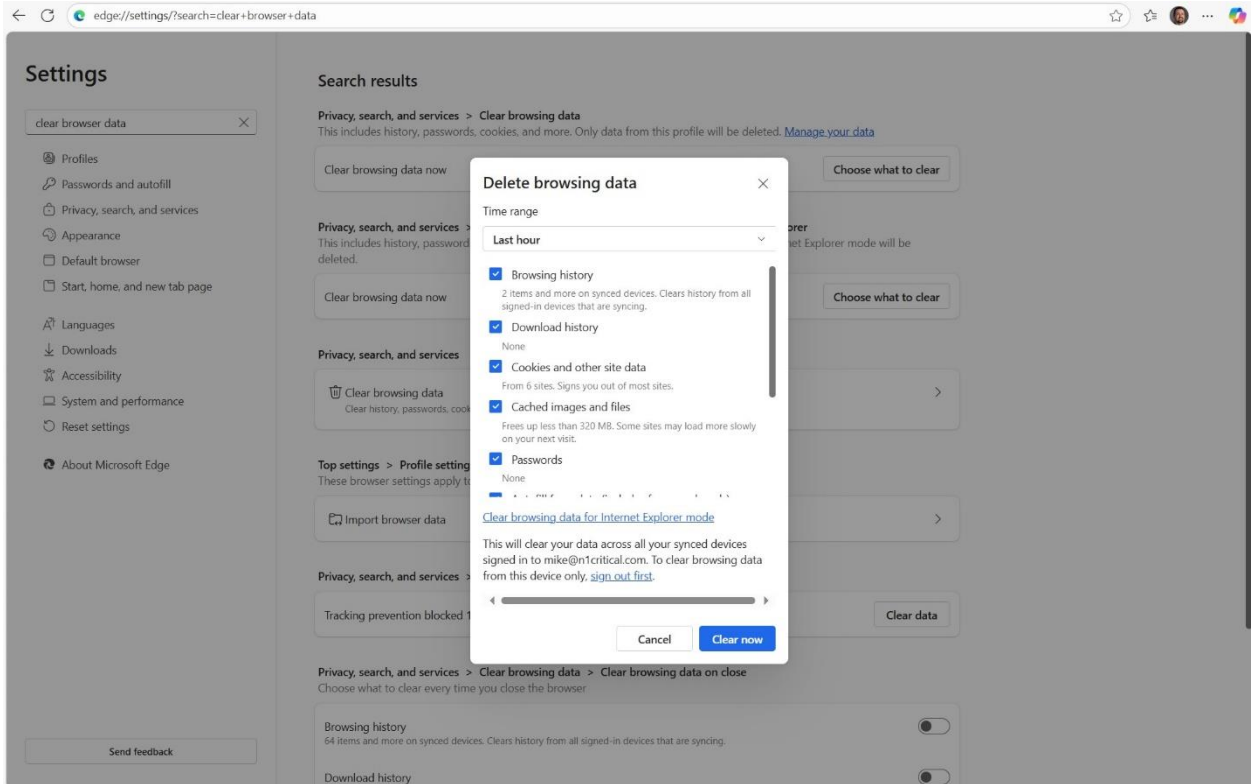 edge://settings/?search=clear+browser+data
Settings
clear browser data
Profiles
Passwords and autofill
Privacy, search, and services
Appearance
Default browser
Start, home, and new tab page
Languages
Downloads
Accessibility
System and performance
Reset settings
About Microsoft Edge
Send feedback
Search results
Privacy, search, and services > Clear browsing data
This includes history, passwords, cookies, and more. Only data from this profile will be deleted. Manage your data
Clear browsing data now
Choose what to clear
Privacy, search, and services >
This includes history, password
net Explorer mode will be
deleted.
Clear browsing data now
Choose what to clear
Privacy, search, and services
Clear browsing data
Clear history, passwords, cook
Top settings > Profile setting
These browser settings apply to
Import browser data
Privacy, search, and services >
Tracking prevention blocked 1
Clear data
Privacy, search, and services > Clear browsing data > Clear browsing data on close
Choose what to clear every time you close the browser
Browsing history
64 items and more on synced devices. Clears history from all signed-in devices that are syncing.
Download history
Delete browsing data
Time range
Last hour
Browsing history
2 items and more on synced devices. Clears history from all
signed-in devices that are syncing.
Download history
None
Cookies and other site data
From 6 sites. Signs you out of most sites.
Cached images and files
Frees up less than 320 MB. Some sites may load more slowly
on your next visit.
Passwords
None
Clear browsing data for Internet Explorer mode
This will clear your data across all your synced devices
signed in to mike@n1critical.com. To clear browsing data
from this device only, sign out first.
Cancel
Clear now